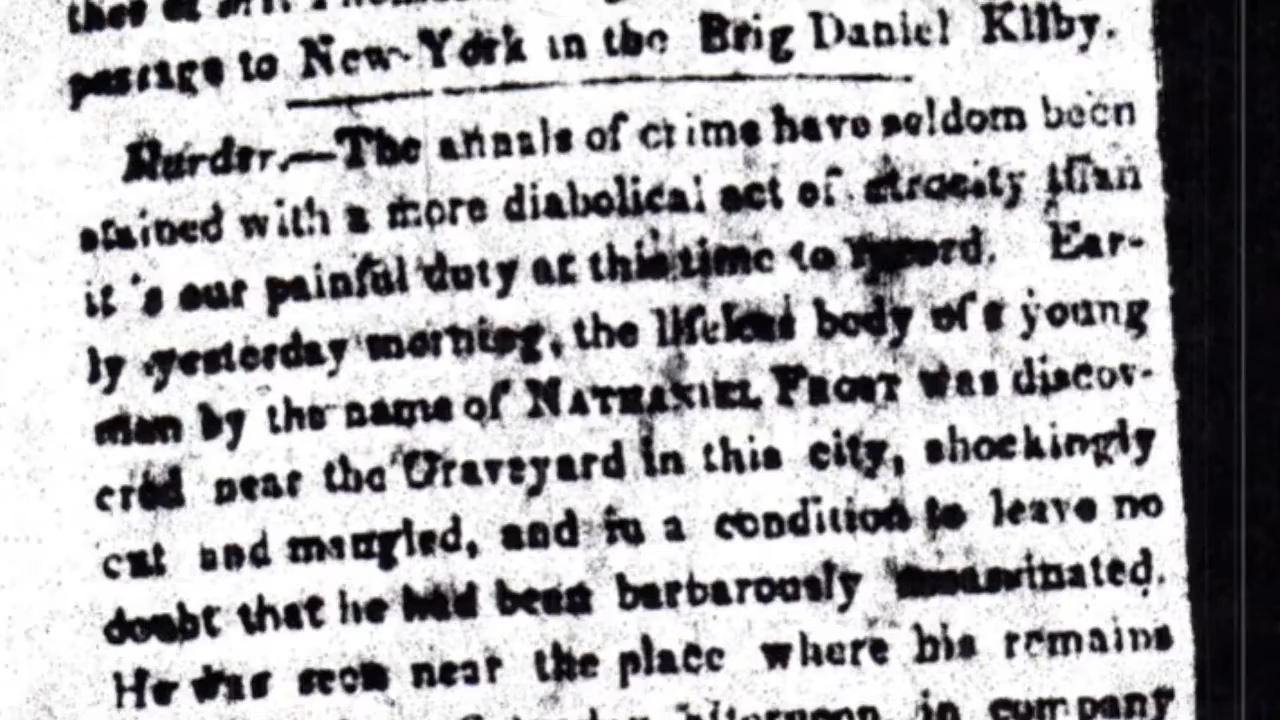 passage to New-York in the Brig Daniel Kilby.
Murder.—The annals of crime have seldom been
stained with a more diabolical act of atrocity than
it 's our painful duty at this time to record. Ear-
ly yesterday morning, the lifeless body of a young
man by the name of NATHANIEL FROST was discov-
ered near the Graveyard in this city, shockingly
cut and mangled, and in a condition to leave no
doubt that he had been barbarously assassinated.
He was seen near the place where his remains
afternoon, in company